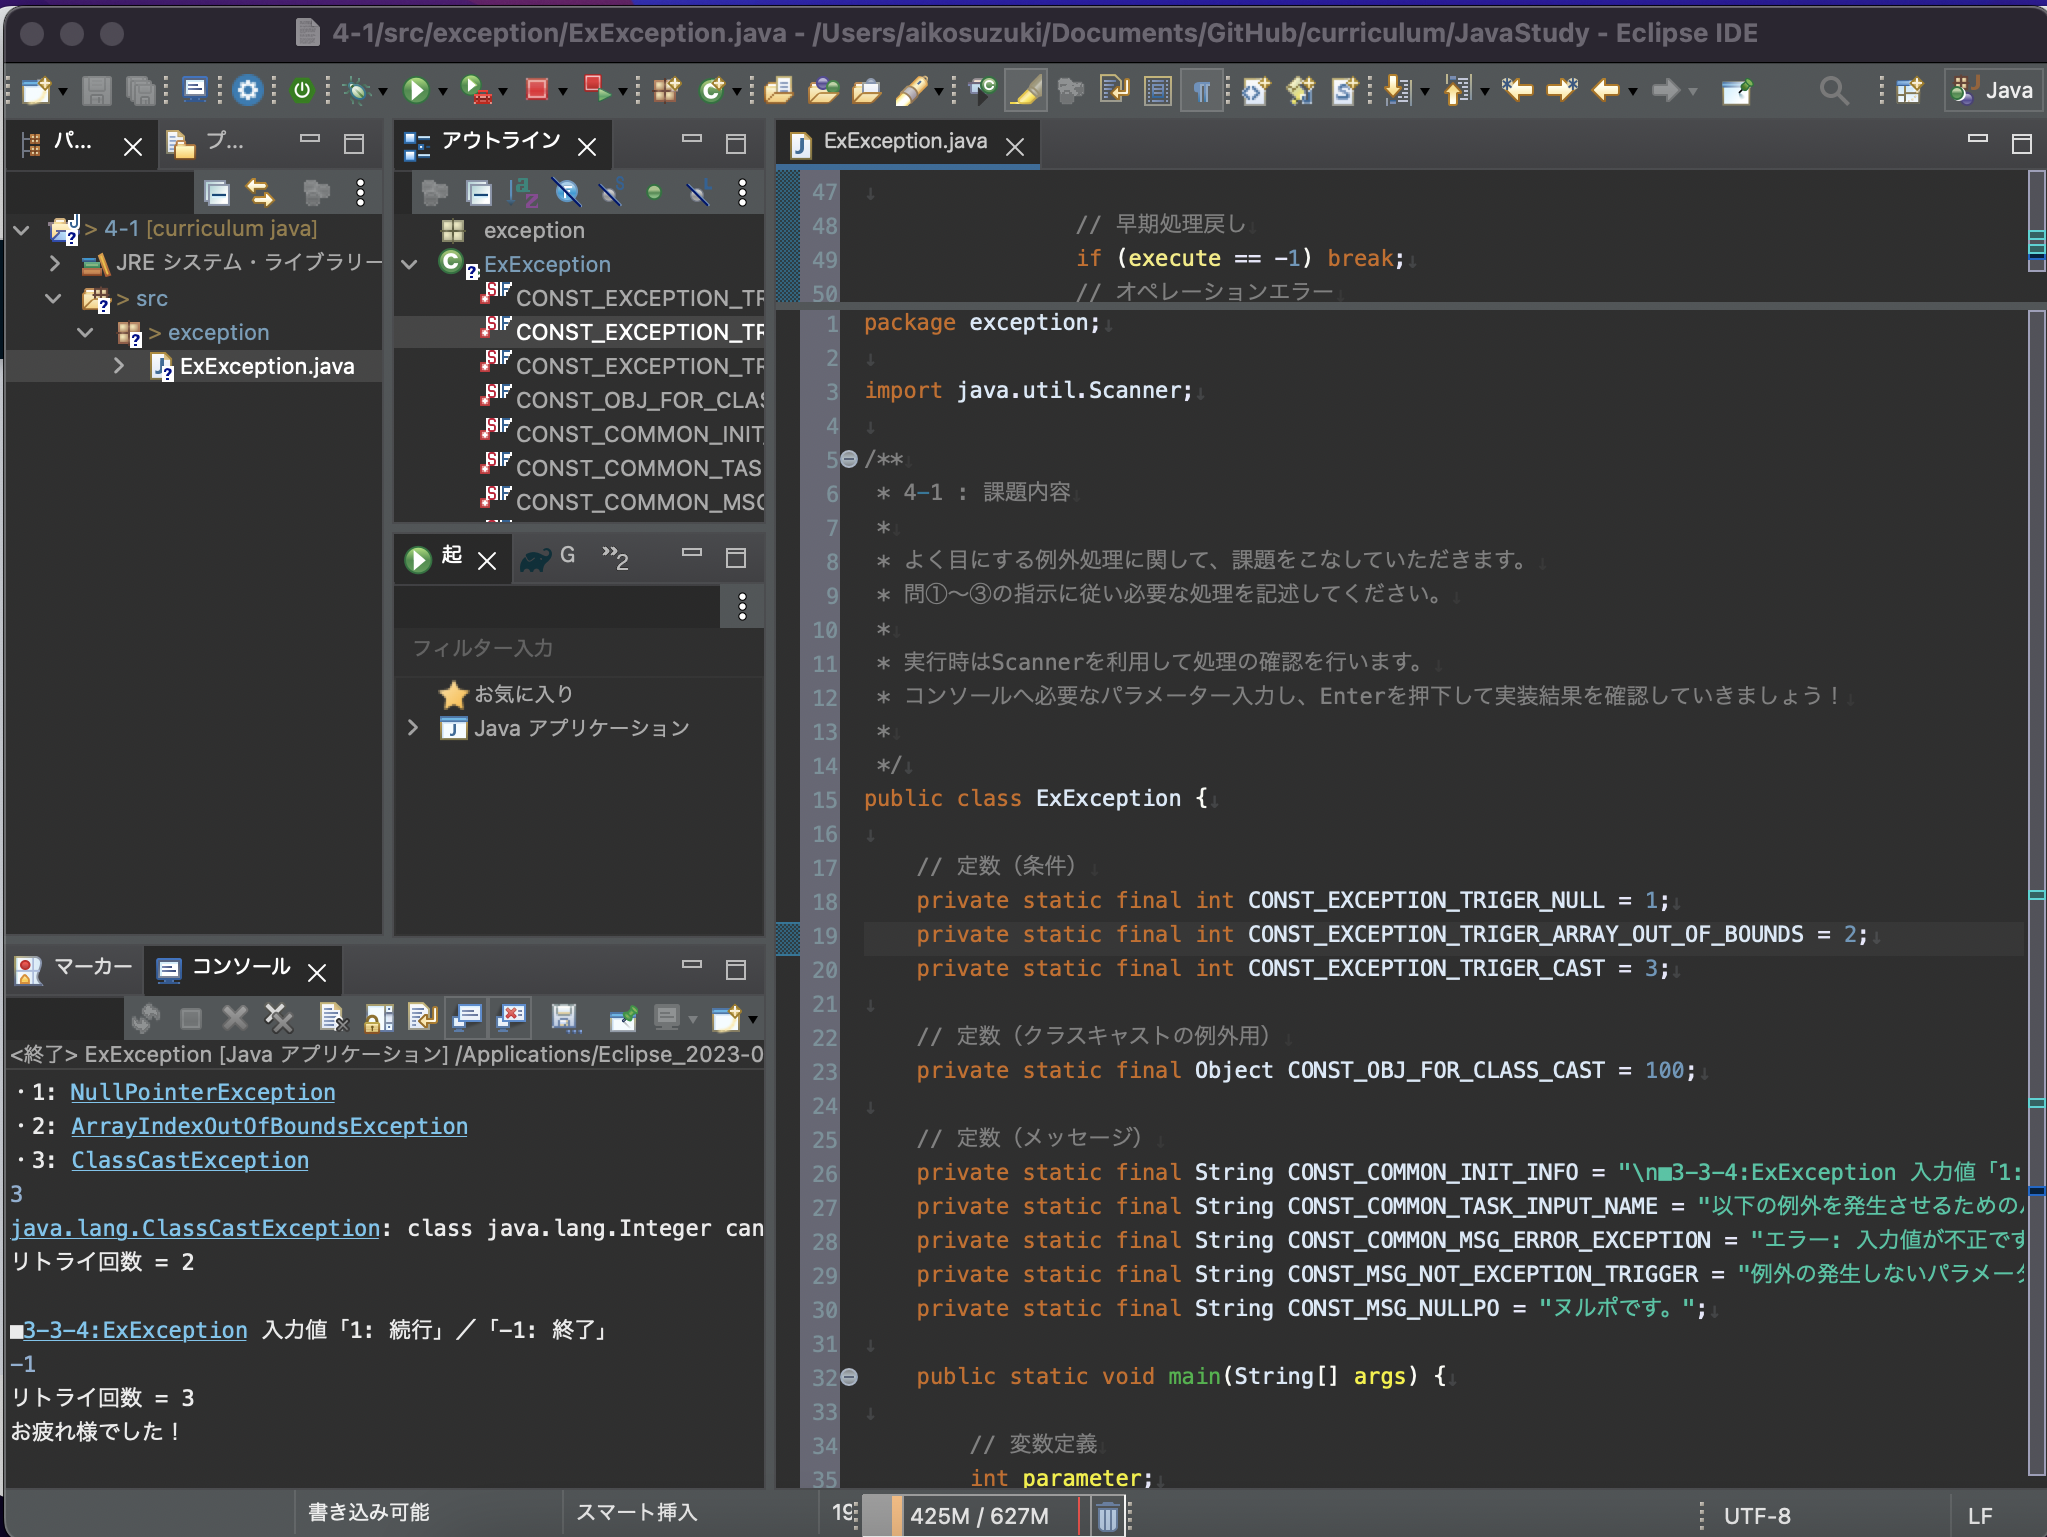 4-1/src/exception/ExException.java - /Users/aikosuzuki/Documents/GitHub/curriculum/JavaStudy - Eclipse IDE
Java
パ...
プ...
> 4-1 [curriculum java]
JRE システム・ライブラリー
> src
> exception
ExException.java
アウトライン
exception
ExException
CONST_EXCEPTION_TR
CONST_EXCEPTION_TR
CONST_EXCEPTION_TR
CONST_OBJ_FOR_CLAS
CONST_COMMON_INIT_
CONST_COMMON_TAS
CONST_COMMON_MSG
起
G
»2
フィルター入力
お気に入り
Java アプリケーション
マーカー
コンソール
<終了> ExException [Java アプリケーション] /Applications/Eclipse_2023-0
・1: NullPointerException
・2: ArrayIndexOutOfBoundsException
・3: ClassCastException
3
java.lang.ClassCastException: class java.lang.Integer can
リトライ回数 = 2
■3-3-4:ExException 入力値「1: 続行」／「-1: 終了」
-1
リトライ回数 = 3
お疲れ様でした！
ExException.java
47
48 // 早期処理戻し
49 if (execute == -1) break;
50 // オペレーションエラー
1 package exception;
2
3 import java.util.Scanner;
4
5 /**
6 * 4-1 : 課題内容
7 *
8 * よく目にする例外処理に関して、課題をこなしていただきます。
9 * 問①〜③の指示に従い必要な処理を記述してください。
10 *
11 * 実行時はScannerを利用して処理の確認を行います。
12 * コンソールへ必要なパラメーター入力し、Enterを押下して実装結果を確認していきましょう！
13 *
14 */
15 public class ExException {
16
17 // 定数（条件）
18 private static final int CONST_EXCEPTION_TRIGER_NULL = 1;
19 private static final int CONST_EXCEPTION_TRIGER_ARRAY_OUT_OF_BOUNDS = 2;
20 private static final int CONST_EXCEPTION_TRIGER_CAST = 3;
21
22 // 定数（クラスキャストの例外用）
23 private static final Object CONST_OBJ_FOR_CLASS_CAST = 100;
24
25 // 定数（メッセージ）
26 private static final String CONST_COMMON_INIT_INFO = "\n■3-3-4:ExException 入力値「1:
27 private static final String CONST_COMMON_TASK_INPUT_NAME = "以下の例外を発生させるための
28 private static final String CONST_COMMON_MSG_ERROR_EXCEPTION = "エラー: 入力値が不正です
29 private static final String CONST_MSG_NOT_EXCEPTION_TRIGGER = "例外の発生しないパラメータ
30 private static final String CONST_MSG_NULLPO = "ヌルポです。";
31
32 public static void main(String[] args) {
33
34 // 変数定義
35 int parameter;
書き込み可能
スマート挿入
19
425M / 627M
UTF-8
LF